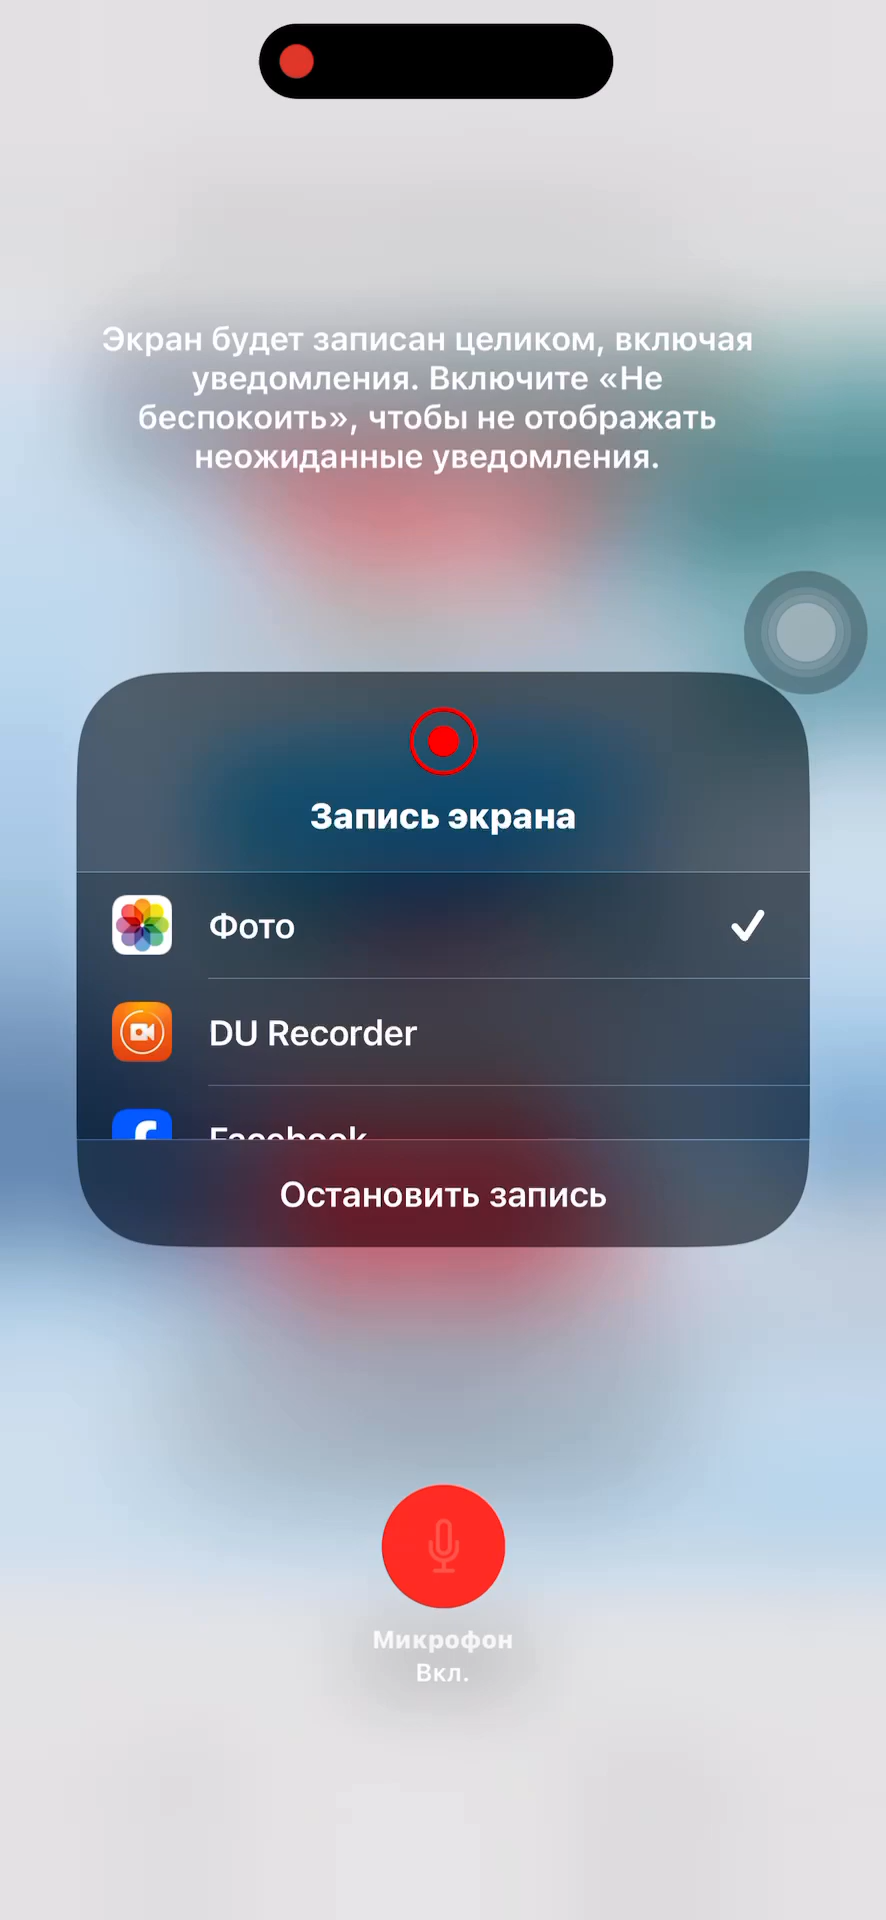 Экран будет записан целиком, включая
уведомления. Включите «Не
беспокоить», чтобы не отображать
неожиданные уведомления.
Запись экрана
Фото
DU Recorder
Facebook
Остановить запись
Микрофон
Вкл.